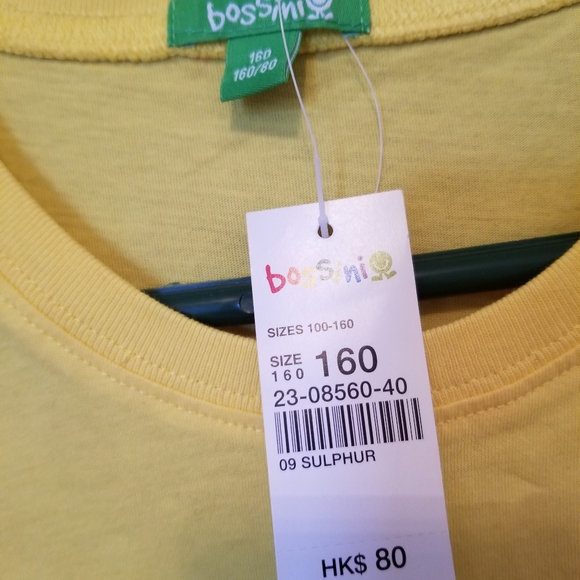 bossini
160
160/80
bossini
SIZES 100-160
SIZE 160
160
23-08560-40
09 SULPHUR
HK$ 80